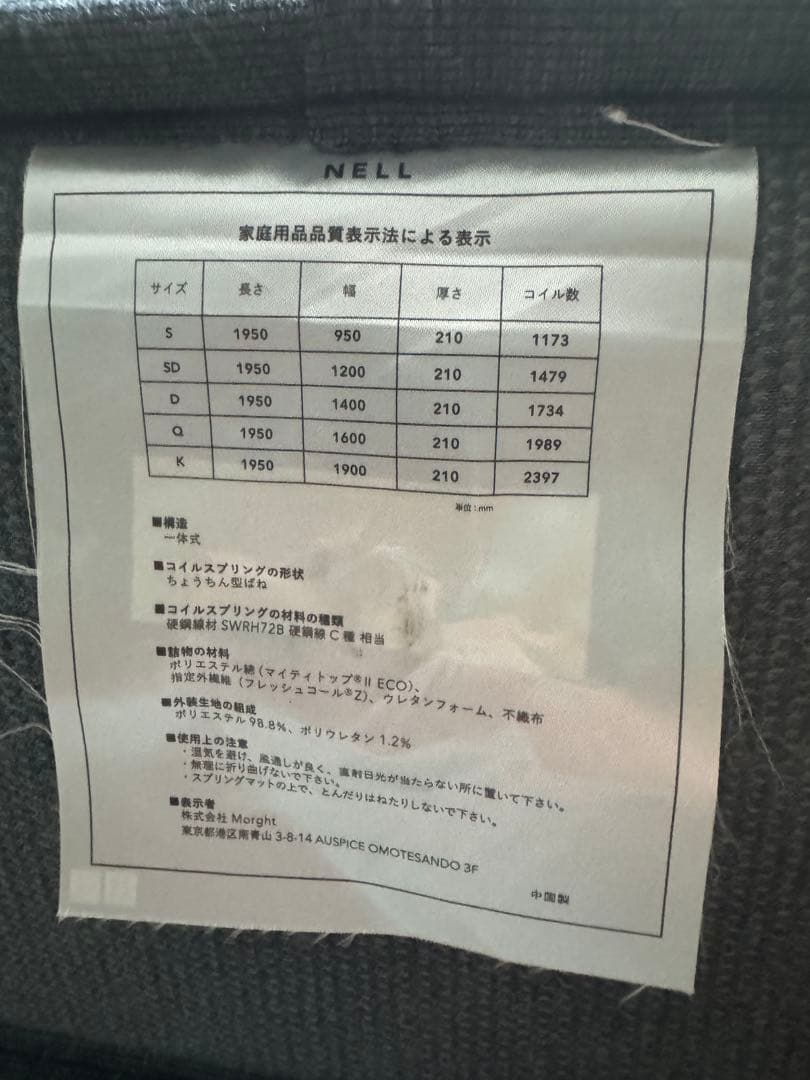 NELL
家庭用品品質表示法による表示
サイズ 長さ 幅 厚さ コイル数
S 1950 950 210 1173
SD 1950 1200 210 1479
D 1950 1400 210 1734
Q 1950 1600 210 1989
K 1950 1900 210 2397
単位:mm
■構造
一体式
■コイルスプリングの形状
ちょうちん型ばね
■コイルスプリングの材料の種類
硬鋼線材 SWRH72B 硬鋼線 C 種 相当
■詰物の材料
ポリエステル綿 (マイティトップ®II ECO)、
指定外繊維 (フレッシュコール®Z)、ウレタンフォーム、不織布
■外装生地の組成
ポリエステル 98.8%、ポリウレタン 1.2%
■使用上の注意
・湿気を避け、風通しが良く、直射日光が当たらない所に置いて下さい。
・無理に折り曲げないで下さい。
・スプリングマットの上で、とんだりはねたりしないで下さい。
■表示者
株式会社 Morght
東京都港区南青山 3-8-14 AUSPICE OMOTESANDO 3F
中国製